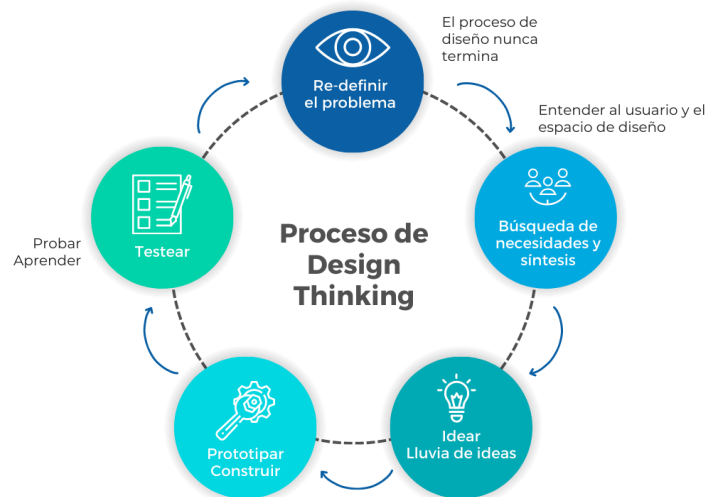 El proceso de
diseño nunca
termina
Re-definir
el problema
Entender al usuario y el
espacio de diseño
Búsqueda de
necesidades y
síntesis
Proceso de
Design
Thinking
Testear
Probar
Aprender
Idear
Lluvia de ideas
Prototipar
Construir